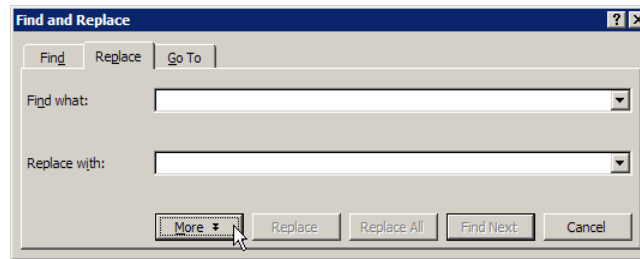 Find and Replace
Find Replace Go To
Find what:
Replace with:
More Replace Replace All Find Next Cancel